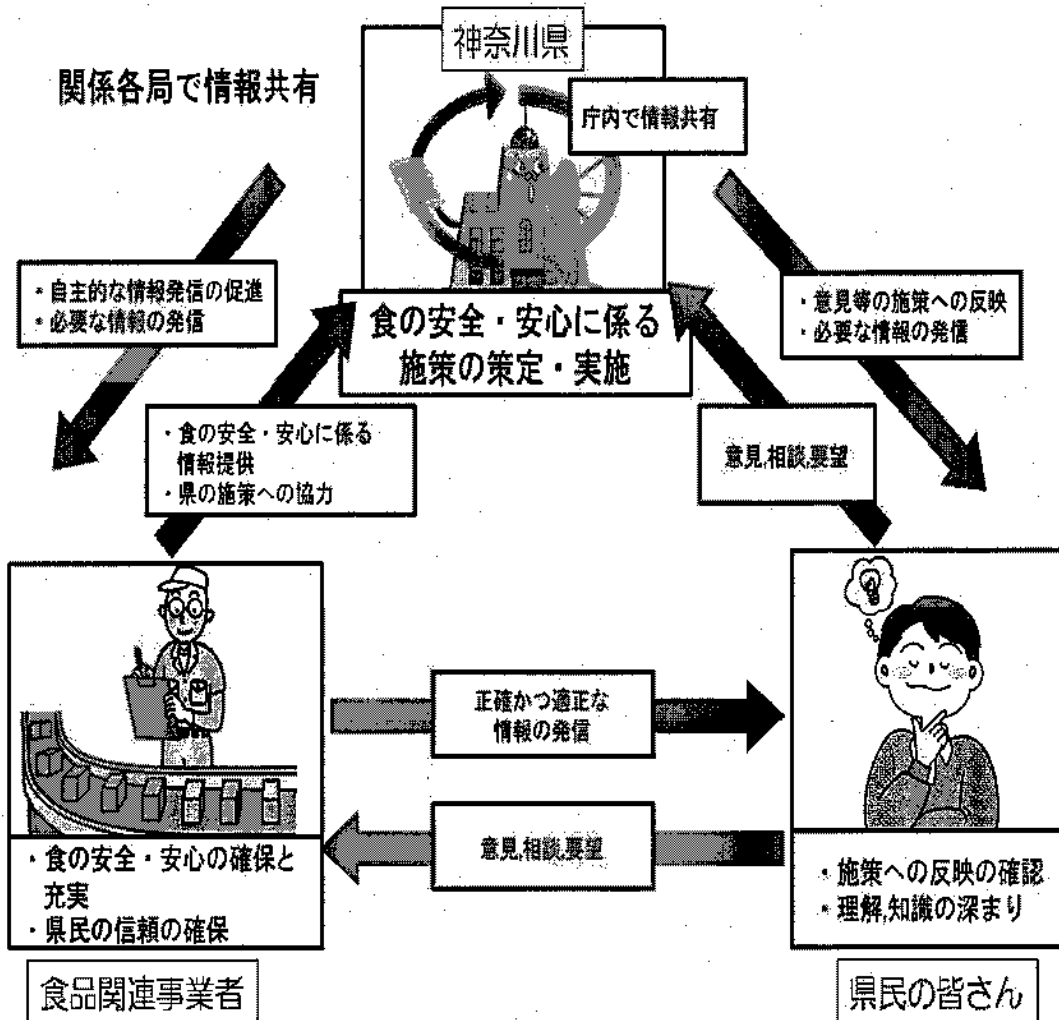 神奈川県
関係各局で情報共有
庁内で情報共有
・自主的な情報発信の促進
・必要な情報の発信
・意見等の施策への反映
・必要な情報の発信
食の安全・安心に係る
施策の策定・実施
・食の安全・安心に係る
情報提供
・県の施策への協力
意見,相談,要望
正確かつ適正な
情報の発信
意見,相談,要望
・食の安全・安心の確保と
充実
・県民の信頼の確保
・施策への反映の確認
・理解,知識の深まり
食品関連事業者
県民の皆さん